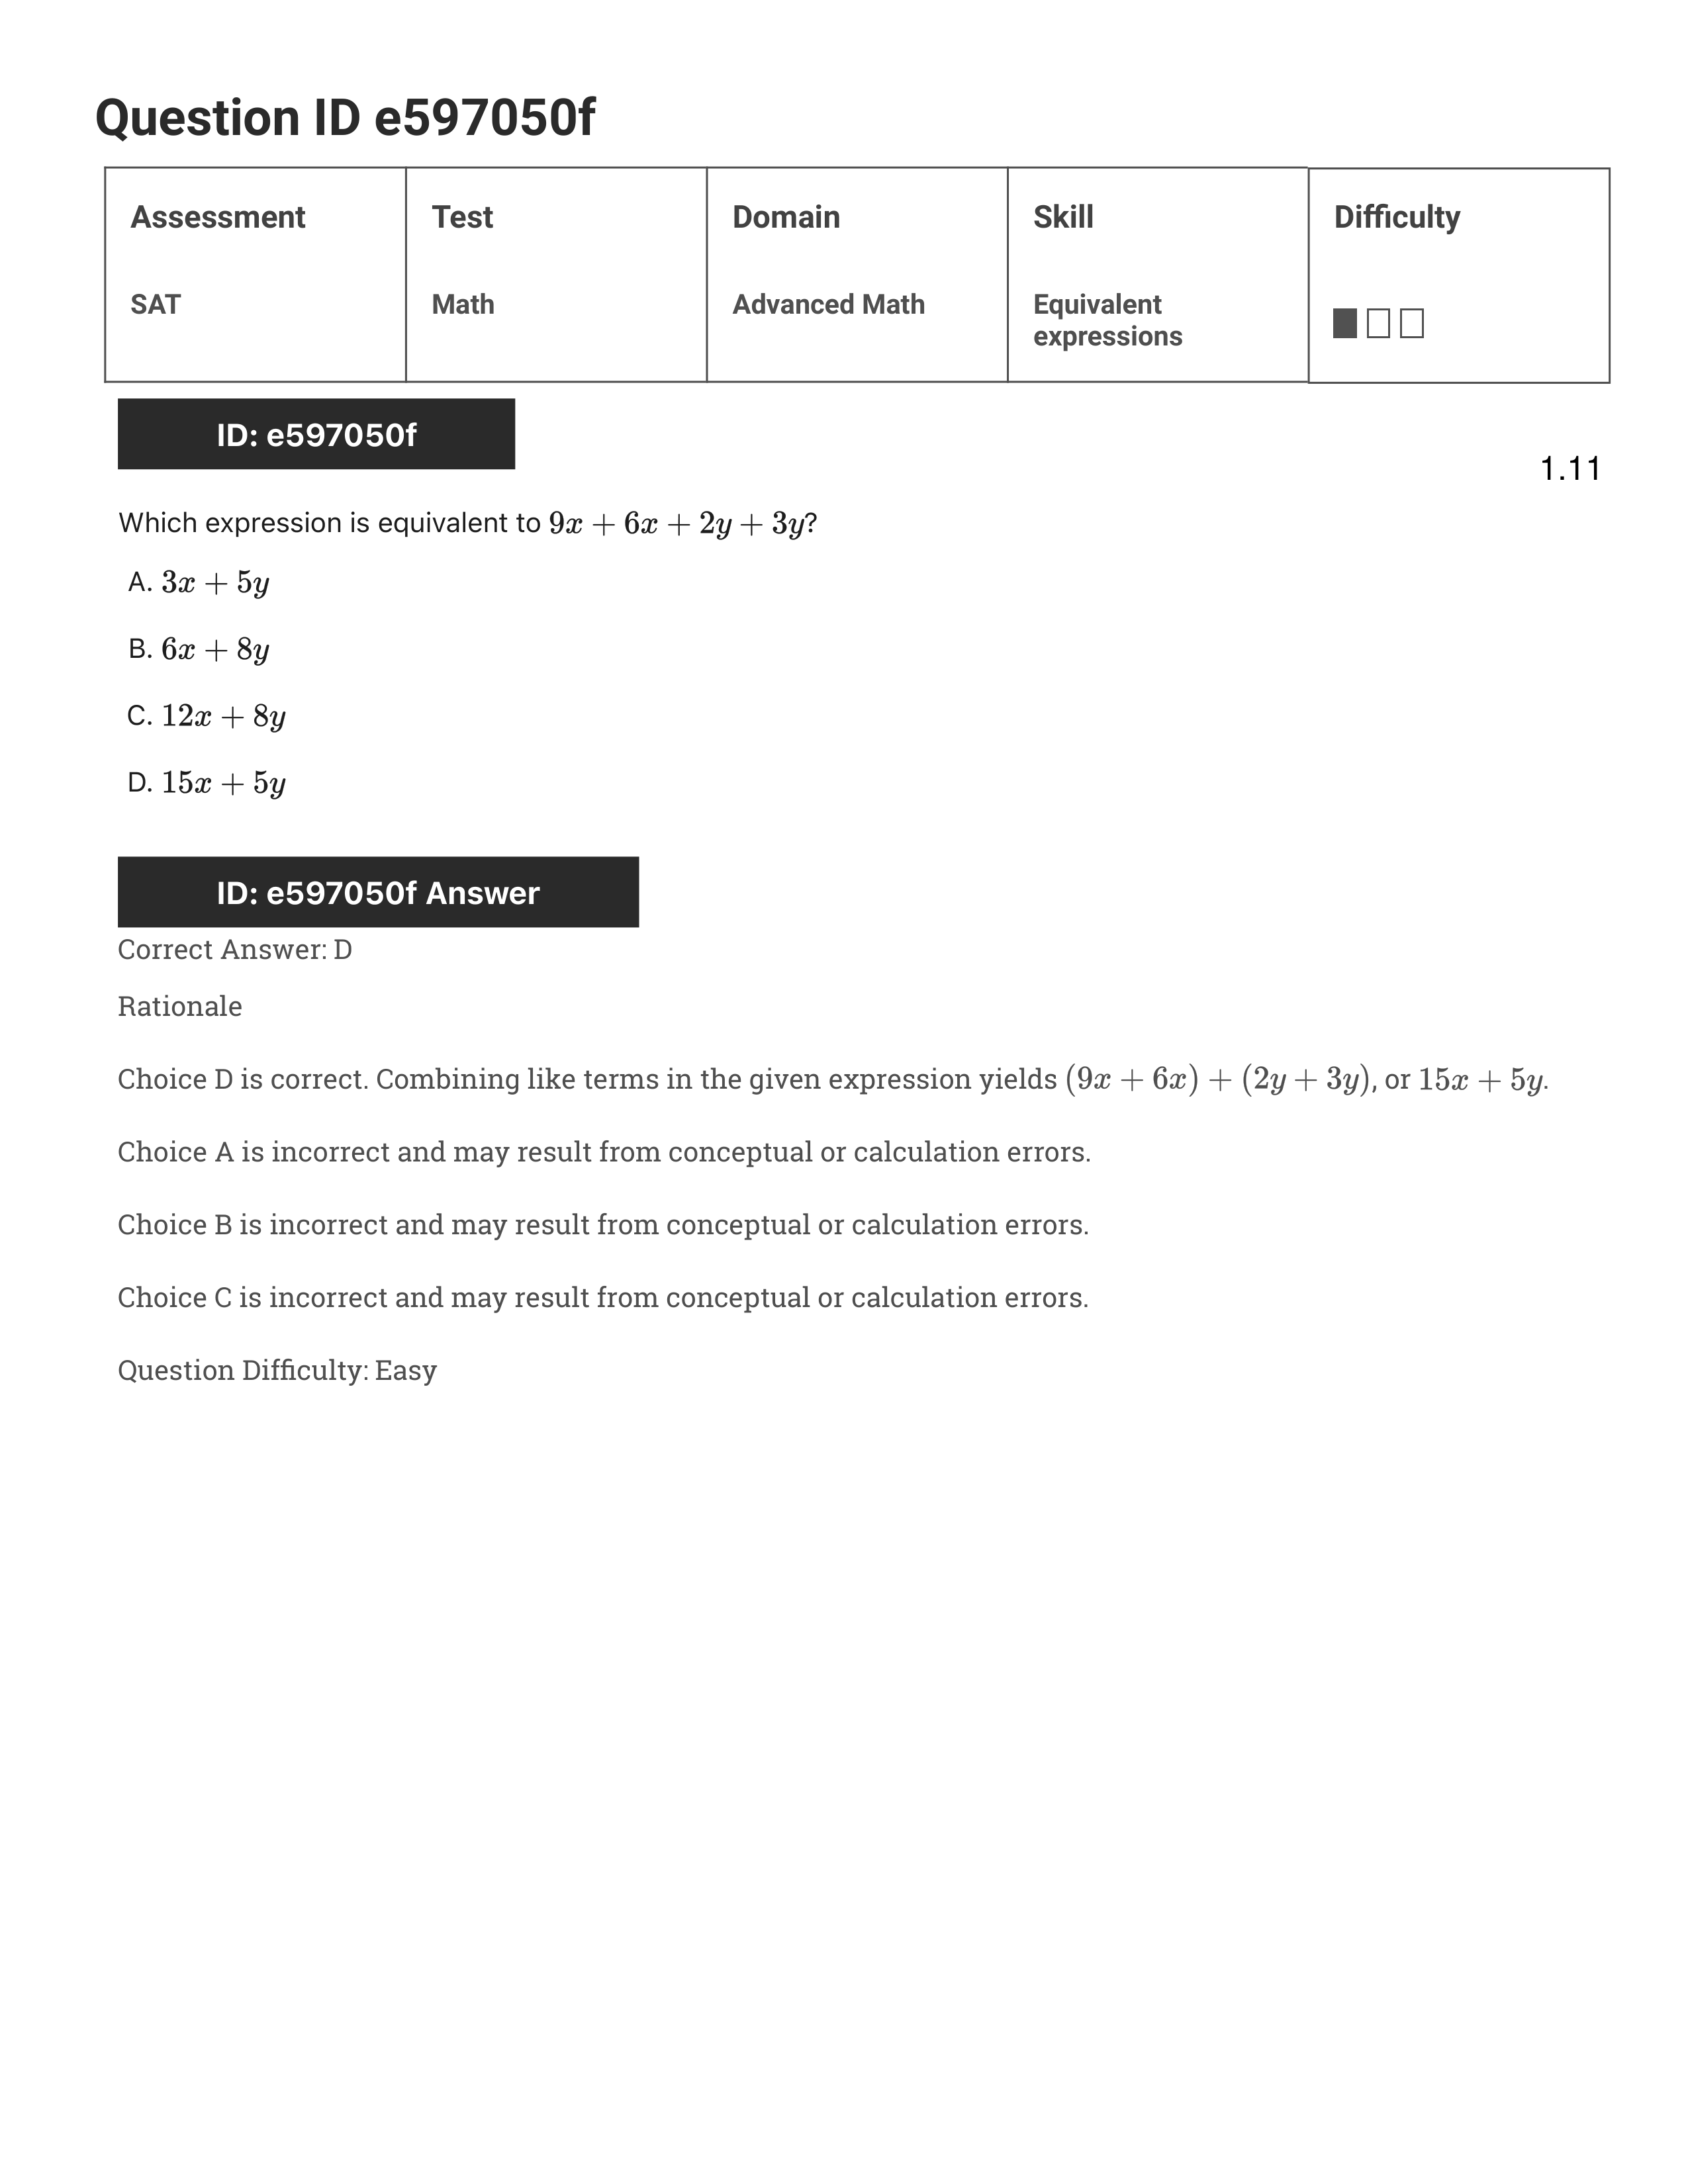 Question ID e597050f
Assessment Test Domain Skill Difficulty
SAT Math Advanced Math Equivalent
expressions
ID: e597050f
1.11
Which expression is equivalent to 9x + 6x + 2y + 3y?
A. 3x + 5y
B. 6x + 8y
C. 12x + 8y
D. 15x + 5y
ID: e597050f Answer
Correct Answer: D
Rationale
Choice D is correct. Combining like terms in the given expression yields (9x + 6x) + (2y + 3y), or 15x + 5y.
Choice A is incorrect and may result from conceptual or calculation errors.
Choice B is incorrect and may result from conceptual or calculation errors.
Choice C is incorrect and may result from conceptual or calculation errors.
Question Difficulty: Easy